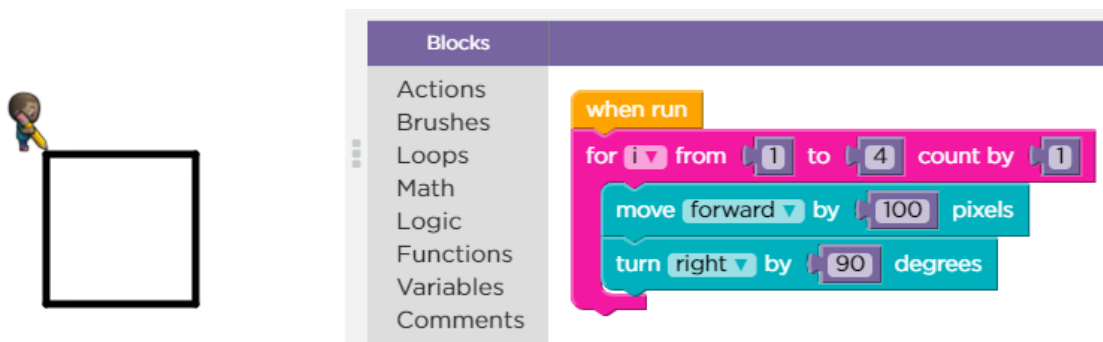 Blocks
Actions
Brushes
Loops
Math
Logic
Functions
Variables
Comments
when run
for i from 1 to 4 count by 1
move forward by 100 pixels
turn right by 90 degrees